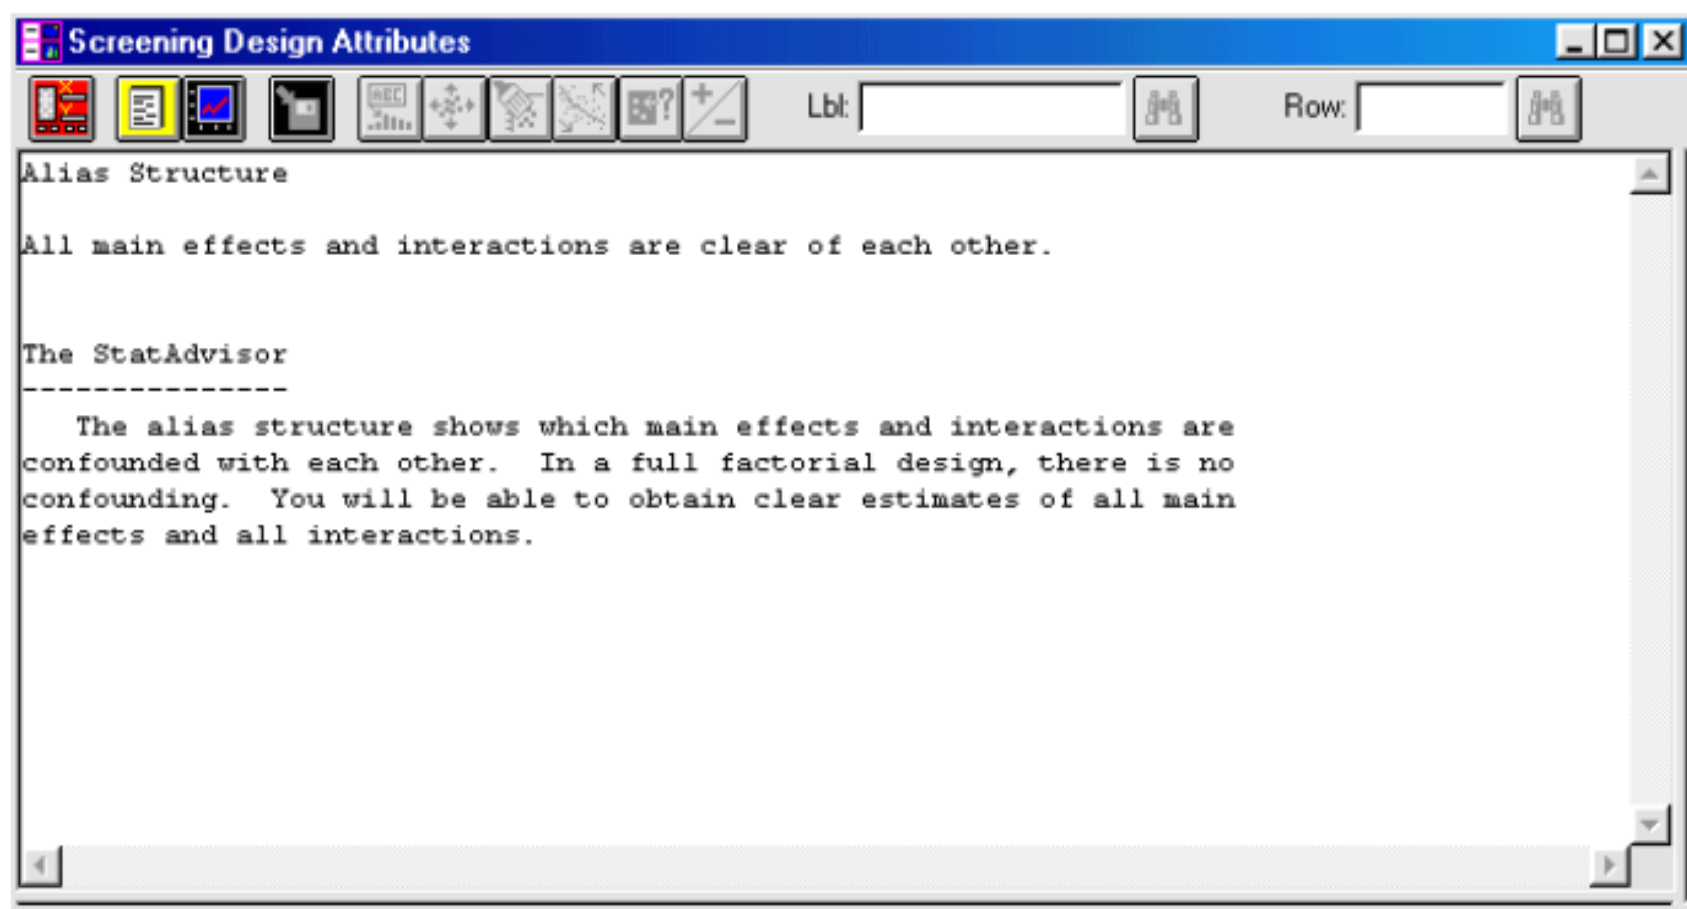 Screening Design Attributes
ABC ? + − Lbl: Row:
Alias Structure
All main effects and interactions are clear of each other.
The StatAdvisor
---------------
The alias structure shows which main effects and interactions are
confounded with each other.  In a full factorial design, there is no
confounding.  You will be able to obtain clear estimates of all main
effects and all interactions.